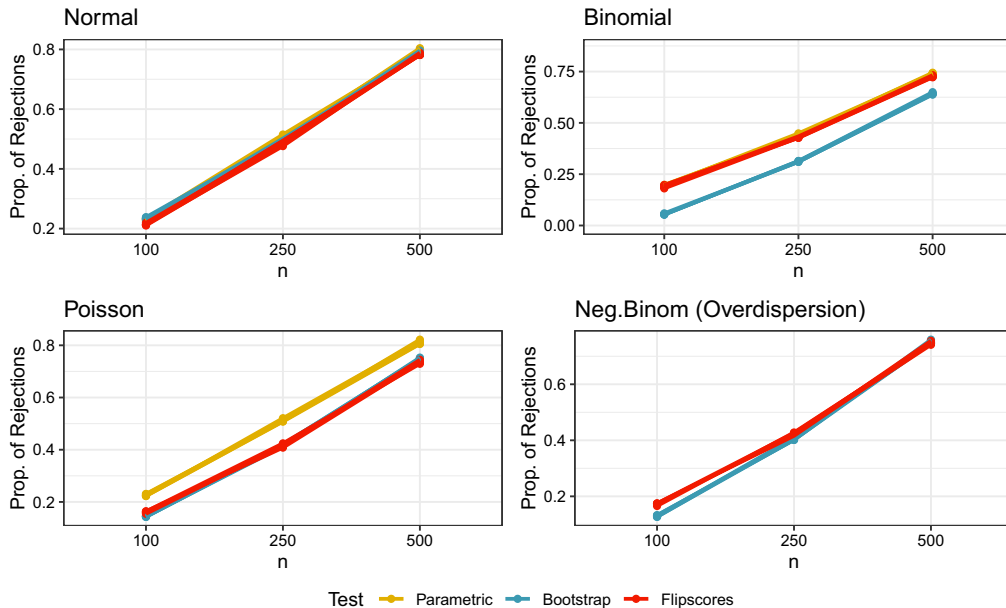 Normal
Prop. of Rejections
0.8
0.6
0.4
0.2
100
250
500
n
Binomial
Prop. of Rejections
0.75
0.50
0.25
0.00
100
250
500
n
Poisson
Prop. of Rejections
0.8
0.6
0.4
0.2
100
250
500
n
Neg.Binom (Overdispersion)
Prop. of Rejections
0.6
0.4
0.2
100
250
500
n
Test Parametric Bootstrap Flipscores